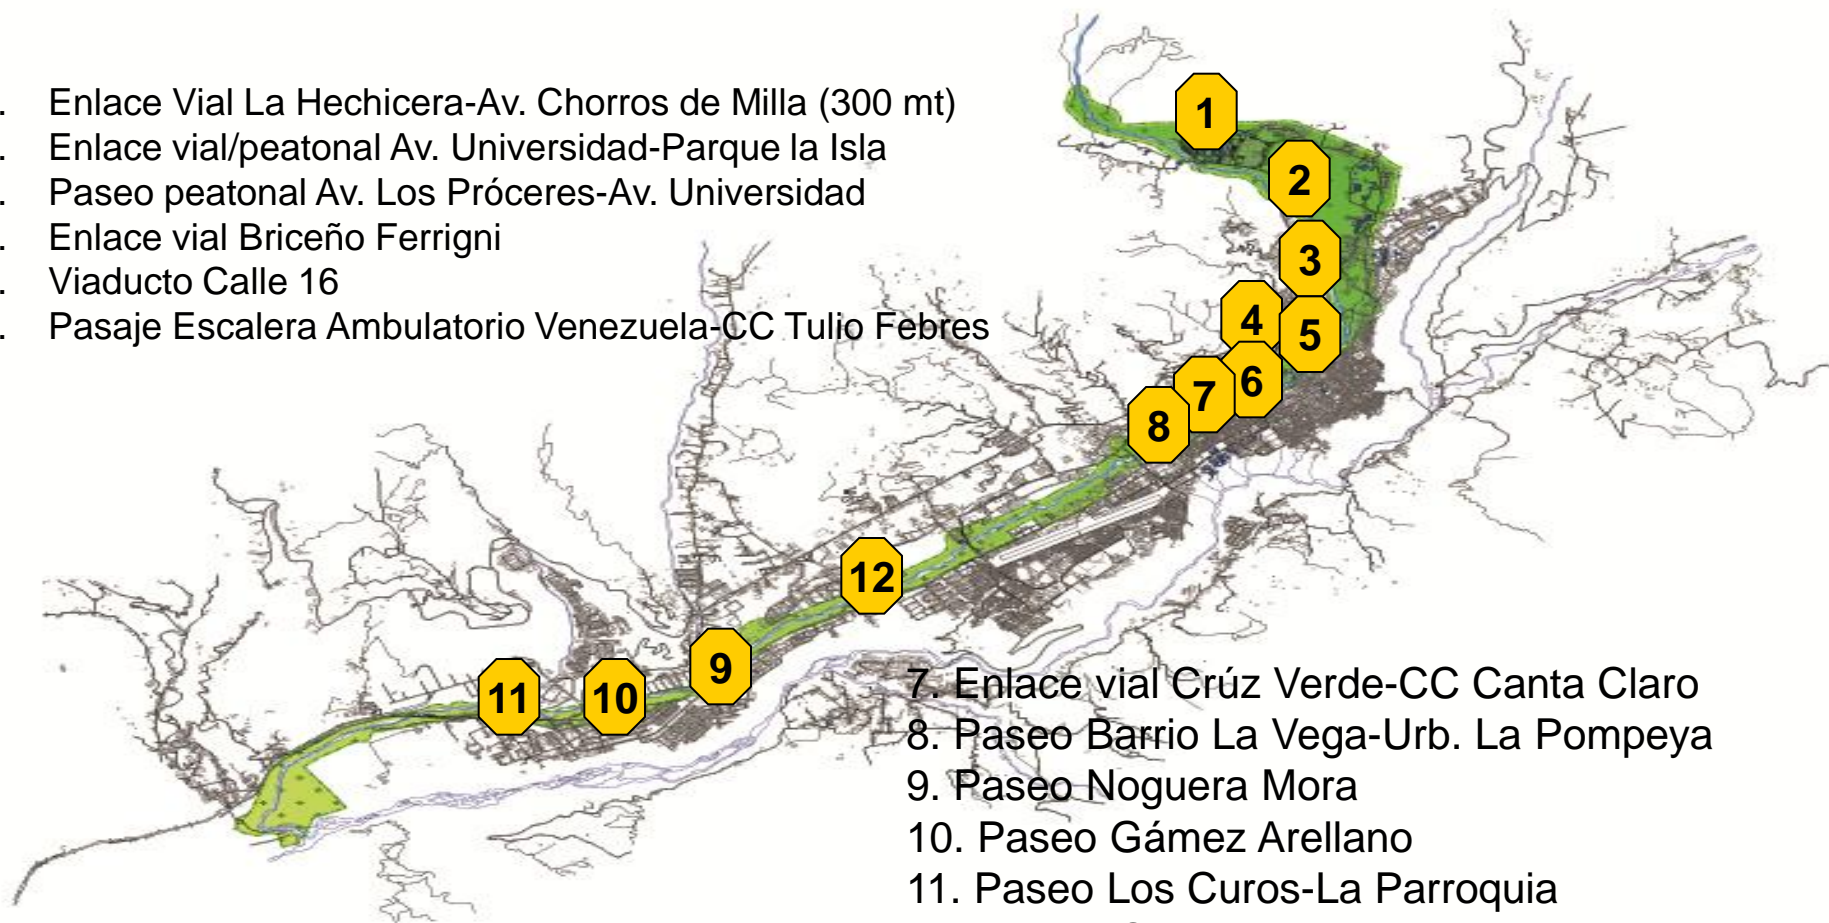 . Enlace Vial La Hechicera-Av. Chorros de Milla (300 mt)
. Enlace vial/peatonal Av. Universidad-Parque la Isla
. Paseo peatonal Av. Los Próceres-Av. Universidad
. Enlace vial Briceño Ferrigni
. Viaducto Calle 16
. Pasaje Escalera Ambulatorio Venezuela-CC Tulio Febres
1
2
3
4
5
6
7
8
12
9
10
11
7. Enlace vial Crúz Verde-CC Canta Claro
8. Paseo Barrio La Vega-Urb. La Pompeya
9. Paseo Noguera Mora
10. Paseo Gámez Arellano
11. Paseo Los Curos-La Parroquia